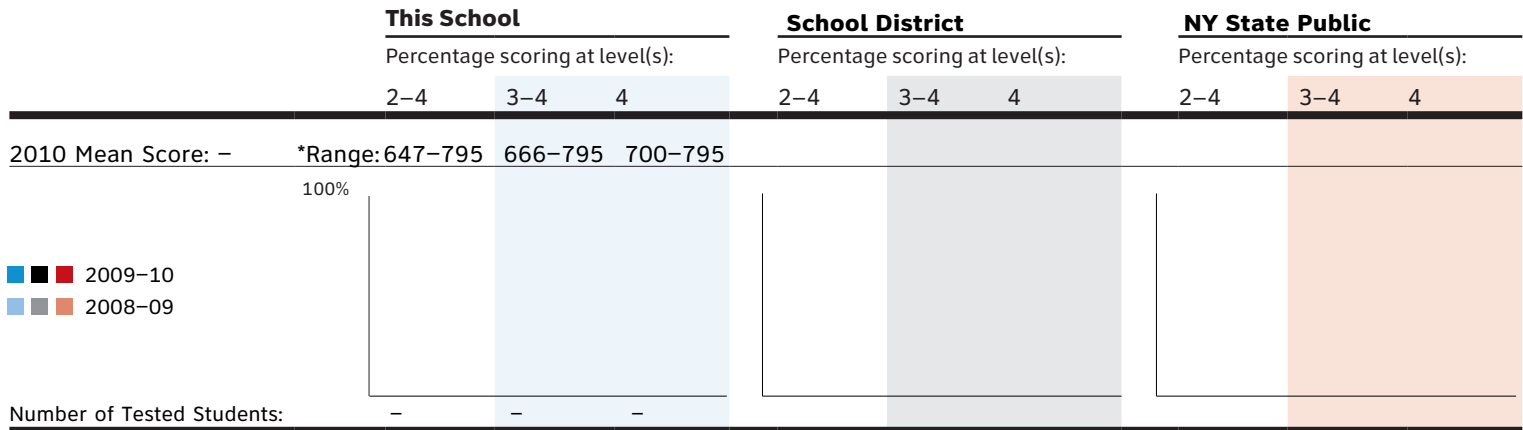 This School School District NY State Public
Percentage scoring at level(s): Percentage scoring at level(s): Percentage scoring at level(s):
2–4 3–4 4 2–4 3–4 4 2–4 3–4 4
2010 Mean Score: – *Range: 647–795 666–795 700–795
100%
2009–10
2008–09
Number of Tested Students: – – –